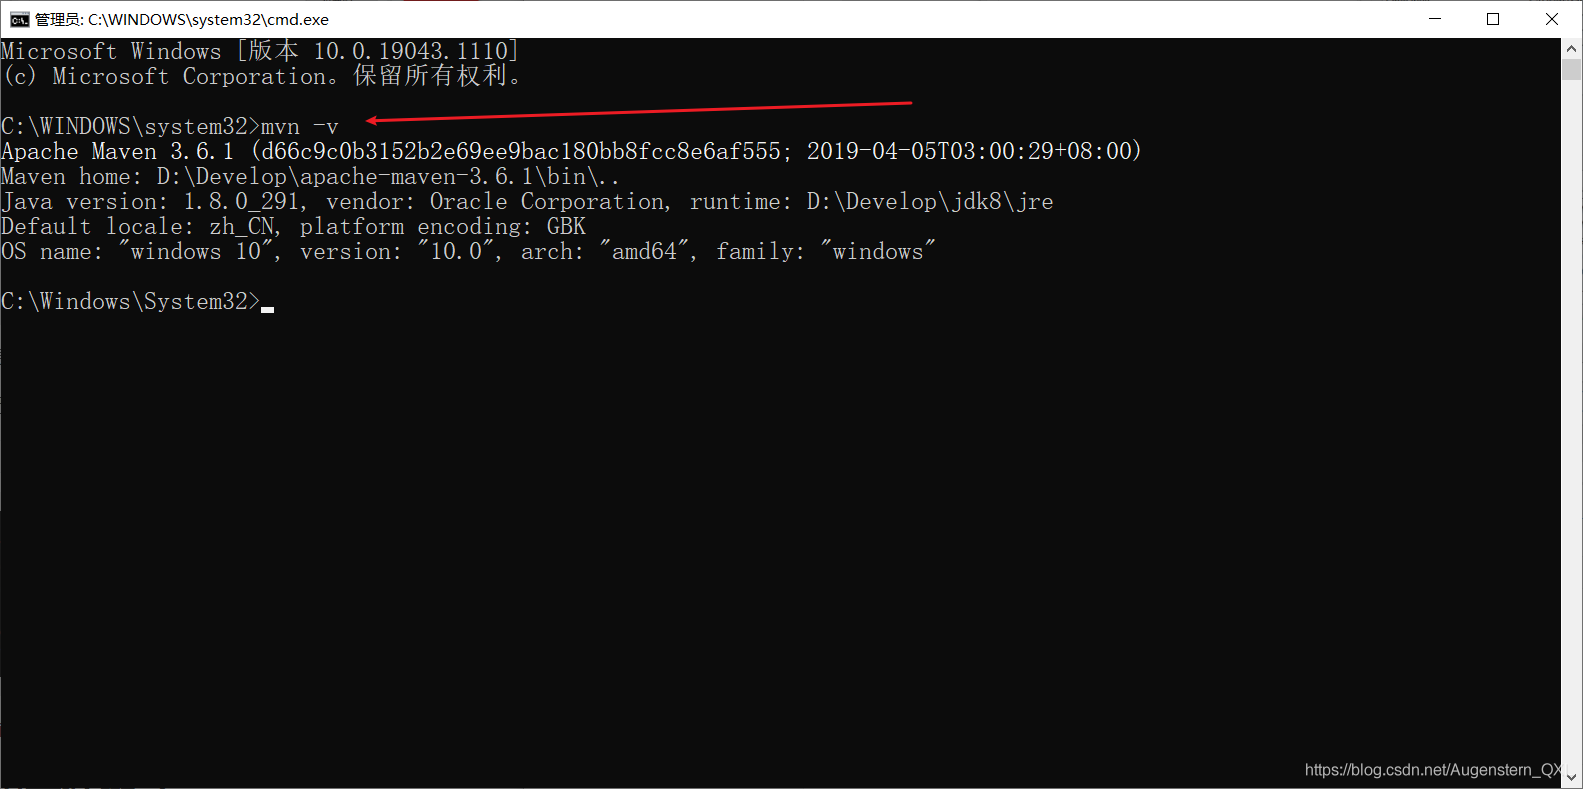 管理员: C:\WINDOWS\system32\cmd.exe
Microsoft Windows [版本 10.0.19043.1110]
(c) Microsoft Corporation。保留所有权利。
C:\WINDOWS\system32>mvn -v
Apache Maven 3.6.1 (d66c9c0b3152b2e69ee9bac180bb8fcc8e6af555; 2019-04-05T03:00:29+08:00)
Maven home: D:\Develop\apache-maven-3.6.1\bin\..
Java version: 1.8.0_291, vendor: Oracle Corporation, runtime: D:\Develop\jdk8\jre
Default locale: zh_CN, platform encoding: GBK
OS name: "windows 10", version: "10.0", arch: "amd64", family: "windows"
C:\Windows\System32>
https://blog.csdn.net/Augenstern_QX